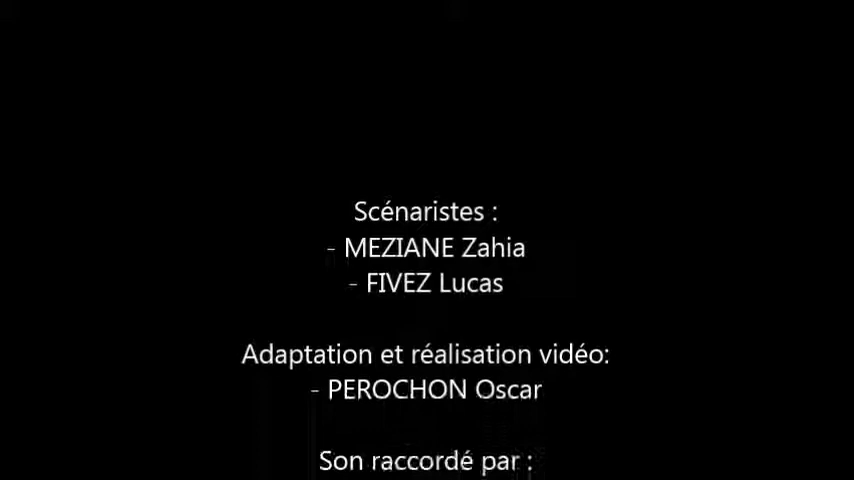 Scénaristes :
- MEZIANE Zahia
- FIVEZ Lucas
Adaptation et réalisation vidéo:
- PEROCHON Oscar
Son raccordé par :